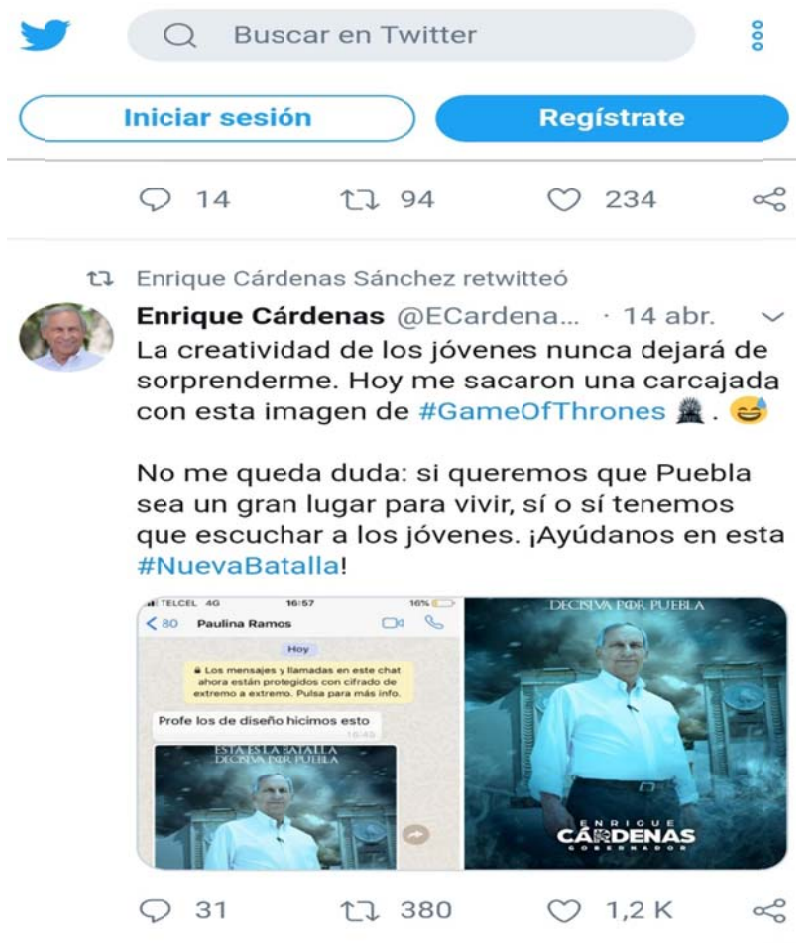 Buscar en Twitter
Iniciar sesión
Regístrate
14
94
234
Enrique Cárdenas Sánchez retwitteó
Enrique Cárdenas @ECardena... · 14 abr.
La creatividad de los jóvenes nunca dejará de
sorprenderme. Hoy me sacaron una carcajada
con esta imagen de #GameOfThrones . 
No me queda duda: si queremos que Puebla
sea un gran lugar para vivir, sí o sí tenemos
que escuchar a los jóvenes. ¡Ayúdanos en esta
#NuevaBatalla!
TELCEL 4G 16:57 16%
80 Paulina Ramos
Hoy
Los mensajes y llamadas en este chat
ahora están protegidos con cifrado de
extremo a extremo. Pulsa para más info.
Profe los de diseño hicimos esto
16:49
ESTA ES LA BATALLA
DECISIVA POR PUEBLA
DECISIVA POR PUEBLA
ENRIQUE
CÁRDENAS
GOBERNADOR
31
380
1,2 K